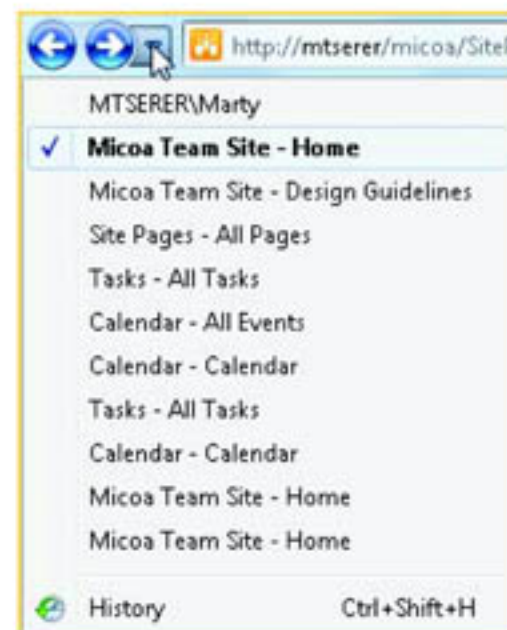 http://mtserer/micoa/Site
MTSERER\Marty
Micoa Team Site - Home
Micoa Team Site - Design Guidelines
Site Pages - All Pages
Tasks - All Tasks
Calendar - All Events
Calendar - Calendar
Tasks - All Tasks
Calendar - Calendar
Micoa Team Site - Home
Micoa Team Site - Home
History Ctrl+Shift+H